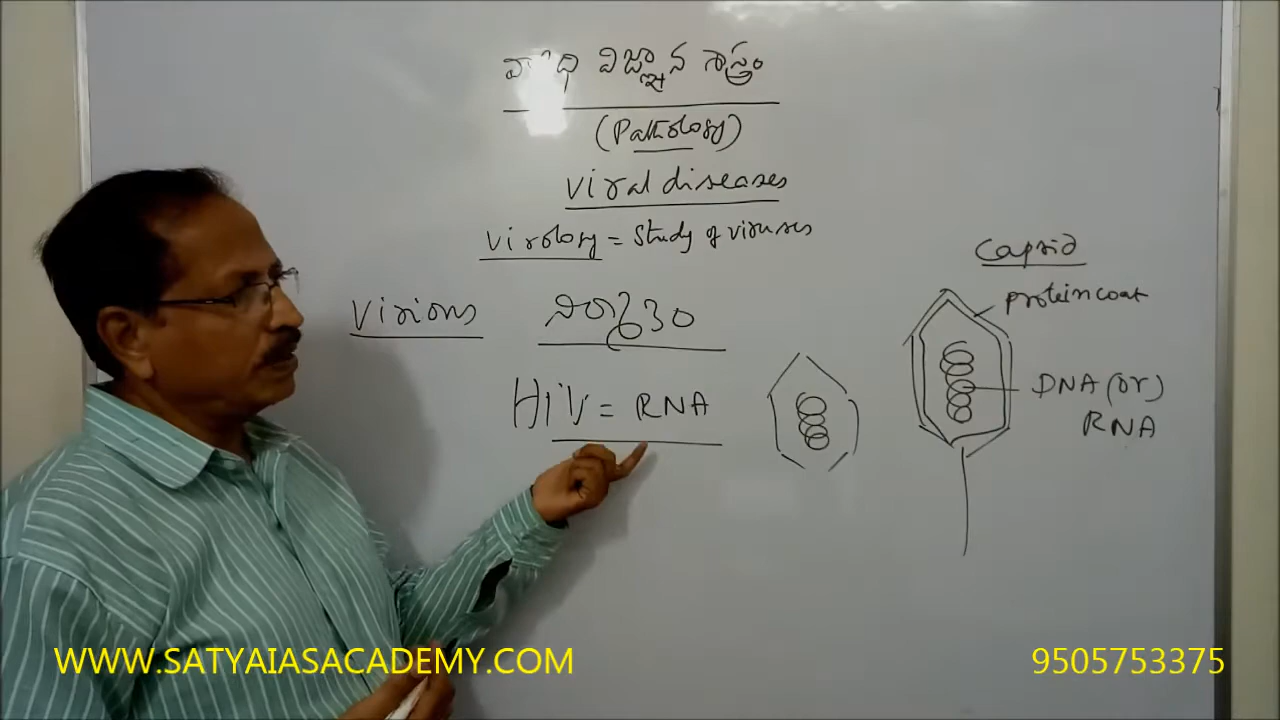 విజ్ఞాన శాస్త్రం
(Pathology)
Viral diseases
Virology = Study of viruses
Virions
HIV = RNA
Capsid
protein coat
DNA (or)
RNA
WWW.SATYAIASACADEMY.COM
9505753375